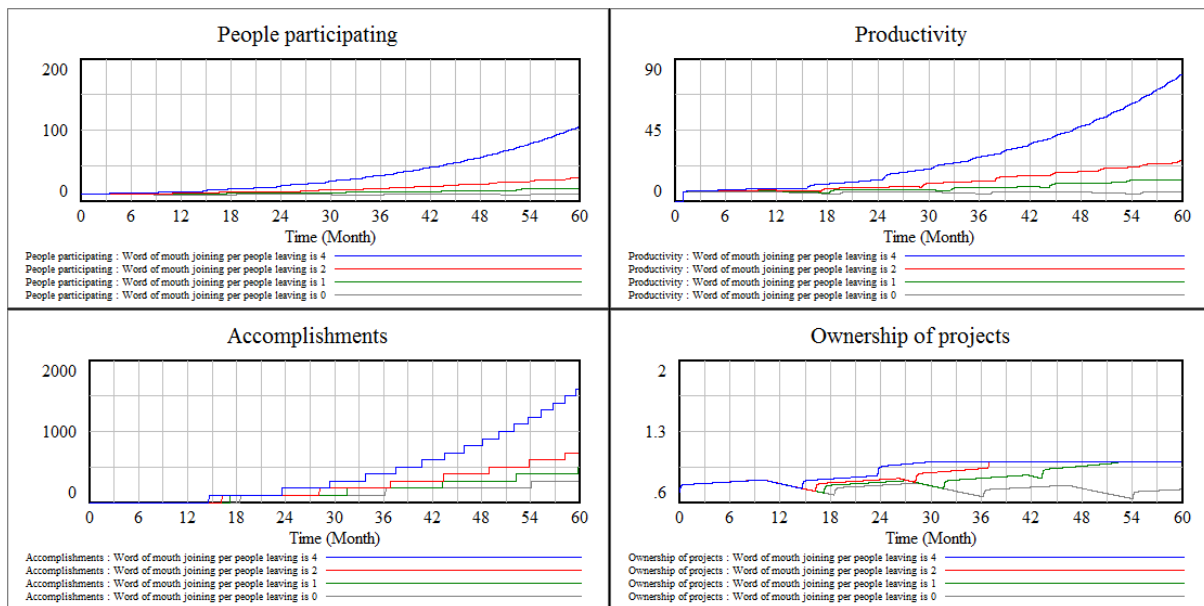 People participating
200
100
0
0 6 12 18 24 30 36 42 48 54 60
Time (Month)
People participating : Word of mouth joining per people leaving is 4
People participating : Word of mouth joining per people leaving is 2
People participating : Word of mouth joining per people leaving is 1
People participating : Word of mouth joining per people leaving is 0
Productivity
90
45
0
0 6 12 18 24 30 36 42 48 54 60
Time (Month)
Productivity : Word of mouth joining per people leaving is 4
Productivity : Word of mouth joining per people leaving is 2
Productivity : Word of mouth joining per people leaving is 1
Productivity : Word of mouth joining per people leaving is 0
Accomplishments
2000
1000
0
0 6 12 18 24 30 36 42 48 54 60
Time (Month)
Accomplishments : Word of mouth joining per people leaving is 4
Accomplishments : Word of mouth joining per people leaving is 2
Accomplishments : Word of mouth joining per people leaving is 1
Accomplishments : Word of mouth joining per people leaving is 0
Ownership of projects
2
1.3
.6
0 6 12 18 24 30 36 42 48 54 60
Time (Month)
Ownership of projects : Word of mouth joining per people leaving is 4
Ownership of projects : Word of mouth joining per people leaving is 2
Ownership of projects : Word of mouth joining per people leaving is 1
Ownership of projects : Word of mouth joining per people leaving is 0